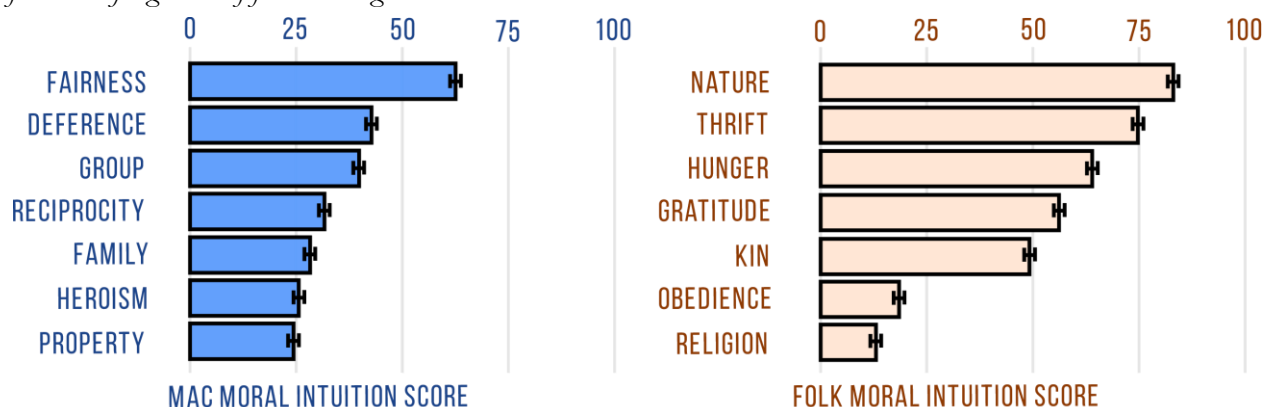 0 25 50 75 100
FAIRNESS
DEFERENCE
GROUP
RECIPROCITY
FAMILY
HEROISM
PROPERTY
MAC MORAL INTUITION SCORE
0 25 50 75 100
NATURE
THRIFT
HUNGER
GRATITUDE
KIN
OBEDIENCE
RELIGION
FOLK MORAL INTUITION SCORE